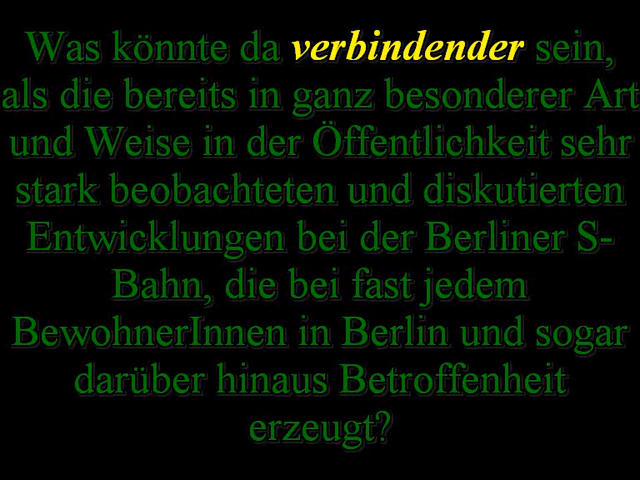 Was könnte da verbindender sein,
als die bereits in ganz besonderer Art
und Weise in der Öffentlichkeit sehr
stark beobachteten und diskutierten
Entwicklungen bei der Berliner S-
Bahn, die bei fast jedem
BewohnerInnen in Berlin und sogar
darüber hinaus Betroffenheit
erzeugt?